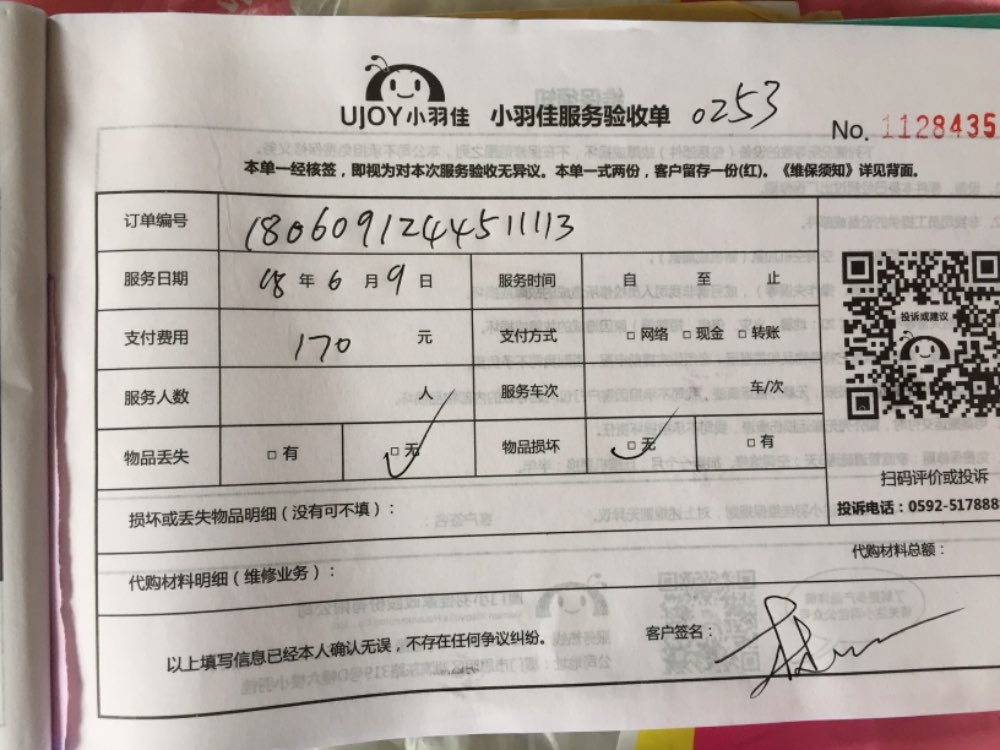 UJOY小羽佳 小羽佳服务验收单 0253
No. 1128435
本单一经核签，即视为对本次服务验收无异议。本单一式两份，客户留存一份(红)。《维保须知》详见背面。
订单编号 1806091244511113
服务日期 18 年 6 月 9 日 服务时间 自 至 止
投诉或建议
支付费用 170 元 支付方式 □ 网络 □ 现金 □ 转账
服务人数 人 服务车次 车/次
物品丢失 □ 有 □ 无 物品损坏 □ 无 □ 有
扫码评价或投诉
损坏或丢失物品明细（没有可不填）：
投诉电话：0592-517888
代购材料总额：
代购材料明细（维修业务）：
以上填写信息已经本人确认无误，不存在任何争议纠纷。
客户签名：